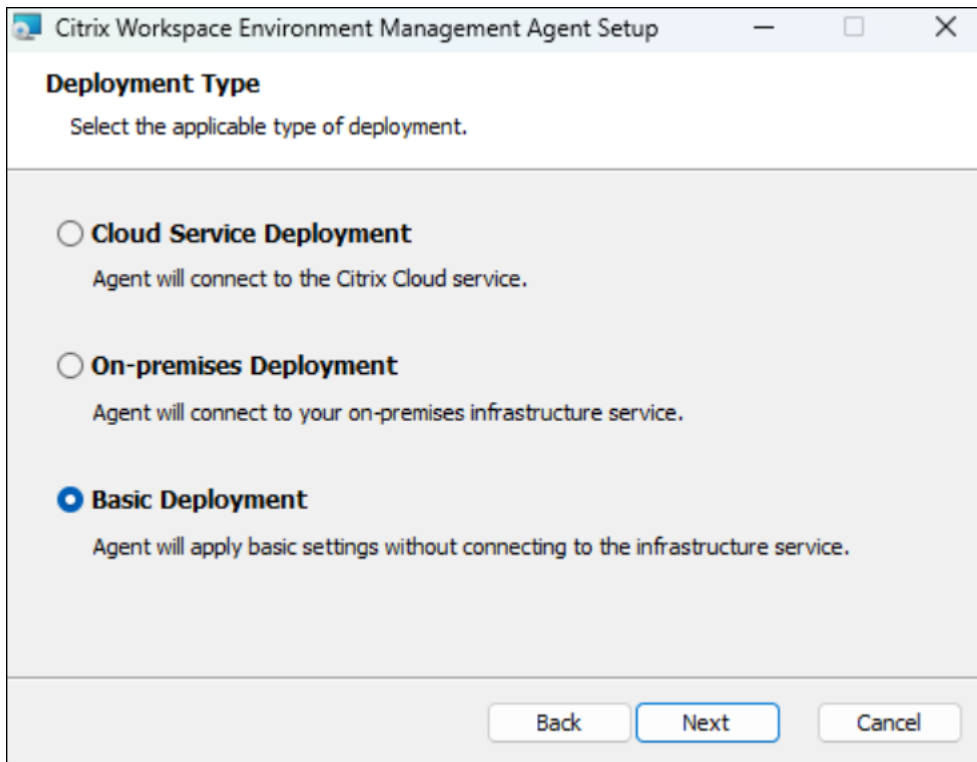 Citrix Workspace Environment Management Agent Setup
Deployment Type
Select the applicable type of deployment.
Cloud Service Deployment
Agent will connect to the Citrix Cloud service.
On-premises Deployment
Agent will connect to your on-premises infrastructure service.
Basic Deployment
Agent will apply basic settings without connecting to the infrastructure service.
Back Next Cancel